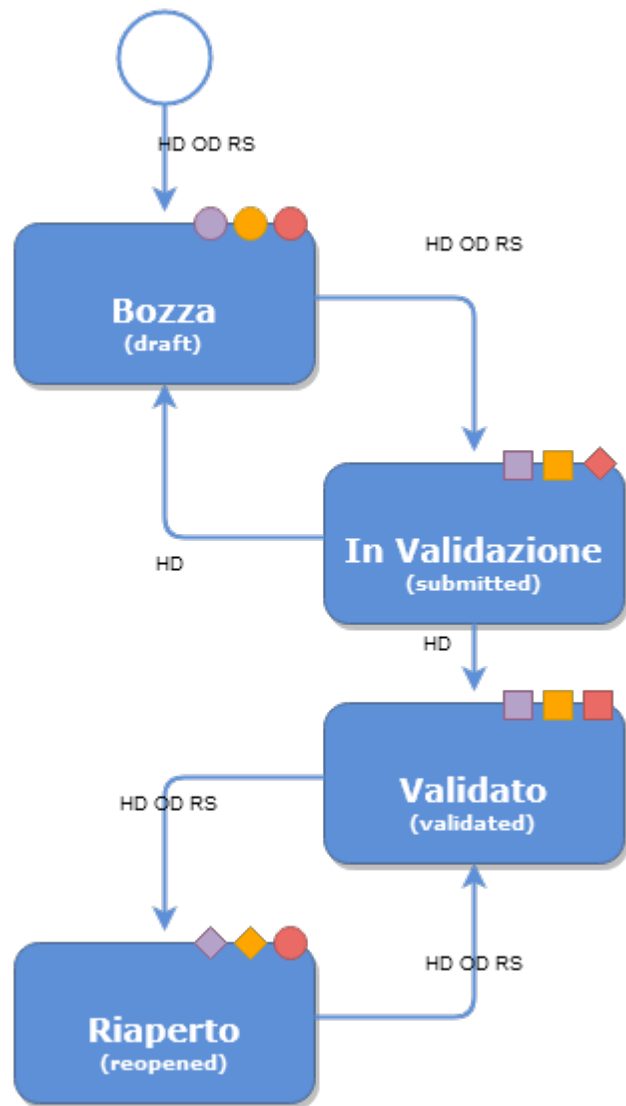 HD OD RS
HD OD RS
Bozza
(draft)
In Validazione
(submitted)
HD
HD
Validato
(validated)
HD OD RS
HD OD RS
Riaperto
(reopened)